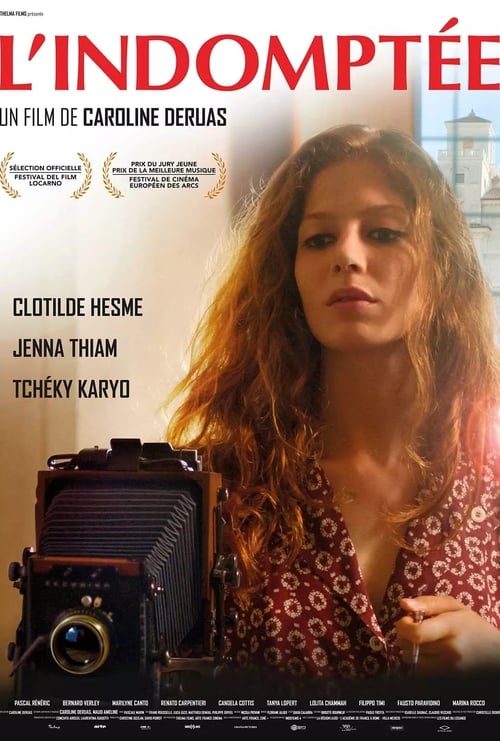 THELMA FILMS présente
L'INDOMPTÉE
UN FILM DE CAROLINE DERUAS
SÉLECTION OFFICIELLE
FESTIVAL DEL FILM
LOCARNO
PRIX DU JURY JEUNE
PRIX DE LA MEILLEURE MUSIQUE
FESTIVAL DE CINÉMA
EUROPÉEN DES ARCS
CLOTILDE HESME
JENNA THIAM
TCHÉKY KARYO
PASCAL RÉNÉRIC BERNARD VERLEY MARILYNE CANTO RENATO CARPENTIERI CANDELA COTTIS TANYA LOPERT LOLITA CHAMMAH FILIPPO TIMI FAUSTO PARAVIDINO MARINA ROCCO